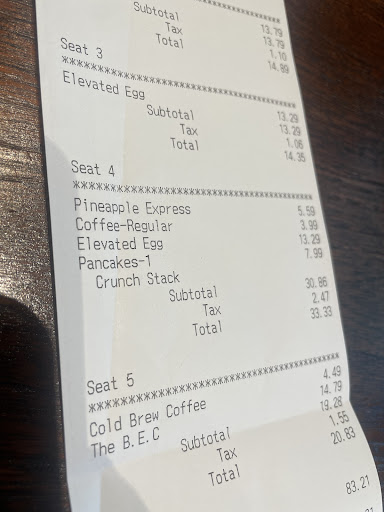 13.79
Subtotal 13.79
Tax 1.10
Total 14.89
Seat 3
************************************
Elevated Egg 13.29
Subtotal 13.29
Tax 1.06
Total 14.35
Seat 4
************************************
Pineapple Express 5.59
Coffee-Regular 3.99
Elevated Egg 13.29
Pancakes-1 7.99
Crunch Stack
Subtotal 30.86
Tax 2.47
Total 33.33
Seat 5
************************************
Cold Brew Coffee 4.49
The B.E.C 14.79
Subtotal 19.28
Tax 1.55
Total 20.83
83.21